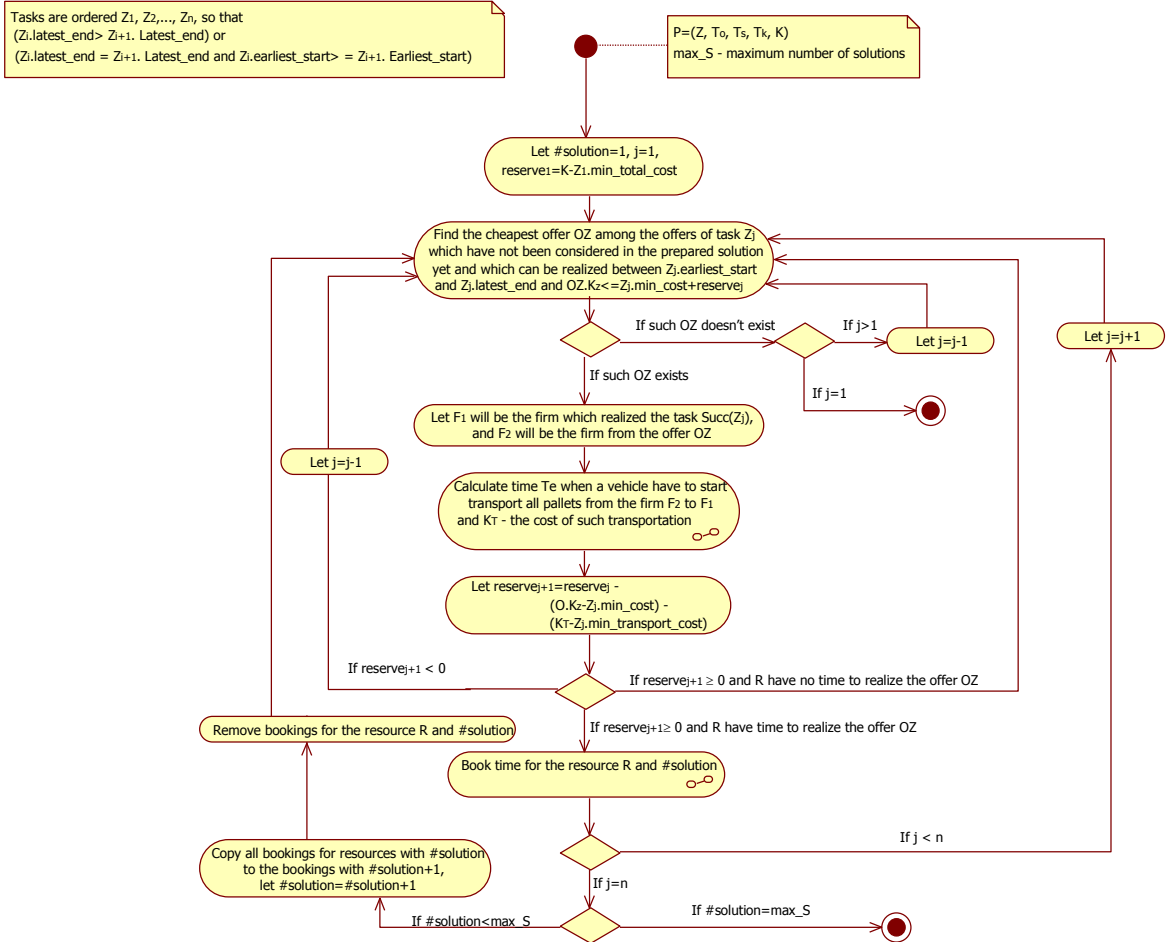 Tasks are ordered Z1, Z2,..., Zn, so that
(Zi.latest_end> Zi+1. Latest_end) or
(Zi.latest_end = Zi+1. Latest_end and Zi.earliest_start> = Zi+1. Earliest_start)
P=(Z, To, Ts, Tk, K)
max_S - maximum number of solutions
Let #solution=1, j=1,
reserve1=K-Z1.min_total_cost
Find the cheapest offer OZ among the offers of task Zj
which have not been considered in the prepared solution
yet and which can be realized between Zj.earliest_start
and Zj.latest_end and OZ.Kz<=Zj.min_cost+reservej
If such OZ doesn't exist
If j>1
Let j=j-1
Let j=j+1
If such OZ exists
If j=1
Let F1 will be the firm which realized the task Succ(Zj),
and F2 will be the firm from the offer OZ
Let j=j-1
Calculate time Te when a vehicle have to start
transport all pallets from the firm F2 to F1
and KT - the cost of such transportation
Let reservej+1=reservej -
(O.Kz-Zj.min_cost) -
(KT-Zj.min_transport_cost)
If reservej+1 < 0
If reservej+1 ≥ 0 and R have no time to realize the offer OZ
Remove bookings for the resource R and #solution
If reservej+1≥ 0 and R have time to realize the offer OZ
Book time for the resource R and #solution
If j < n
Copy all bookings for resources with #solution
to the bookings with #solution+1,
let #solution=#solution+1
If j=n
If #solution<max_S
If #solution=max_S